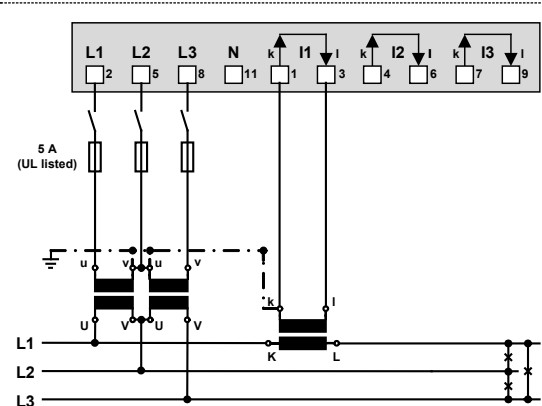 L1 L2 L3 N k I1 l k I2 l k I3 l
2 5 8 11 1 3 4 6 7 9
5 A
(UL listed)
u v u v k l
U V U V
L1 K L
L2
L3